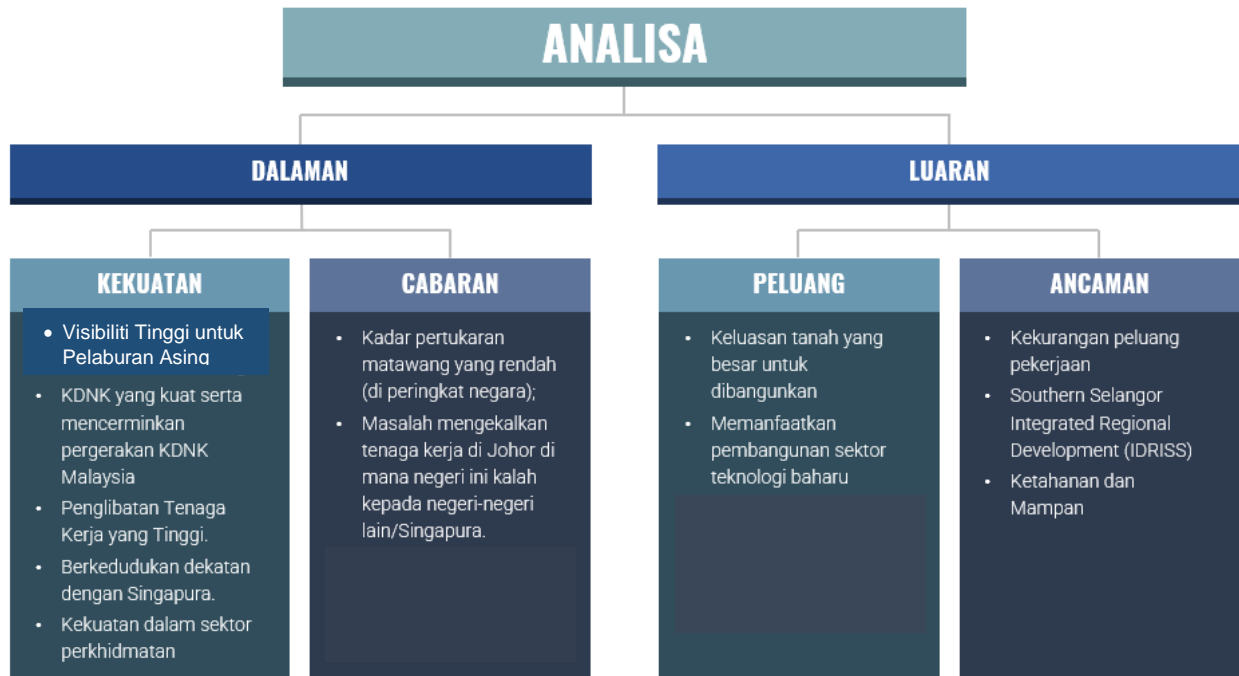 ANALISA
DALAMAN
LUARAN
KEKUATAN
• Visibiliti Tinggi untuk
Pelaburan Asing
• KDNK yang kuat serta
mencerminkan
pergerakan KDNK
Malaysia
• Penglibatan Tenaga
Kerja yang Tinggi.
• Berkedudukan dekatan
dengan Singapura.
• Kekuatan dalam sektor
perkhidmatan
CABARAN
• Kadar pertukaran
matawang yang rendah
(di peringkat negara);
• Masalah mengekalkan
tenaga kerja di Johor di
mana negeri ini kalah
kepada negeri-negeri
lain/Singapura.
PELUANG
• Keluasan tanah yang
besar untuk
dibangunkan
• Memanfaatkan
pembangunan sektor
teknologi baharu
ANCAMAN
• Kekurangan peluang
pekerjaan
• Southern Selangor
Integrated Regional
Development (IDRISS)
• Ketahanan dan
Mampan